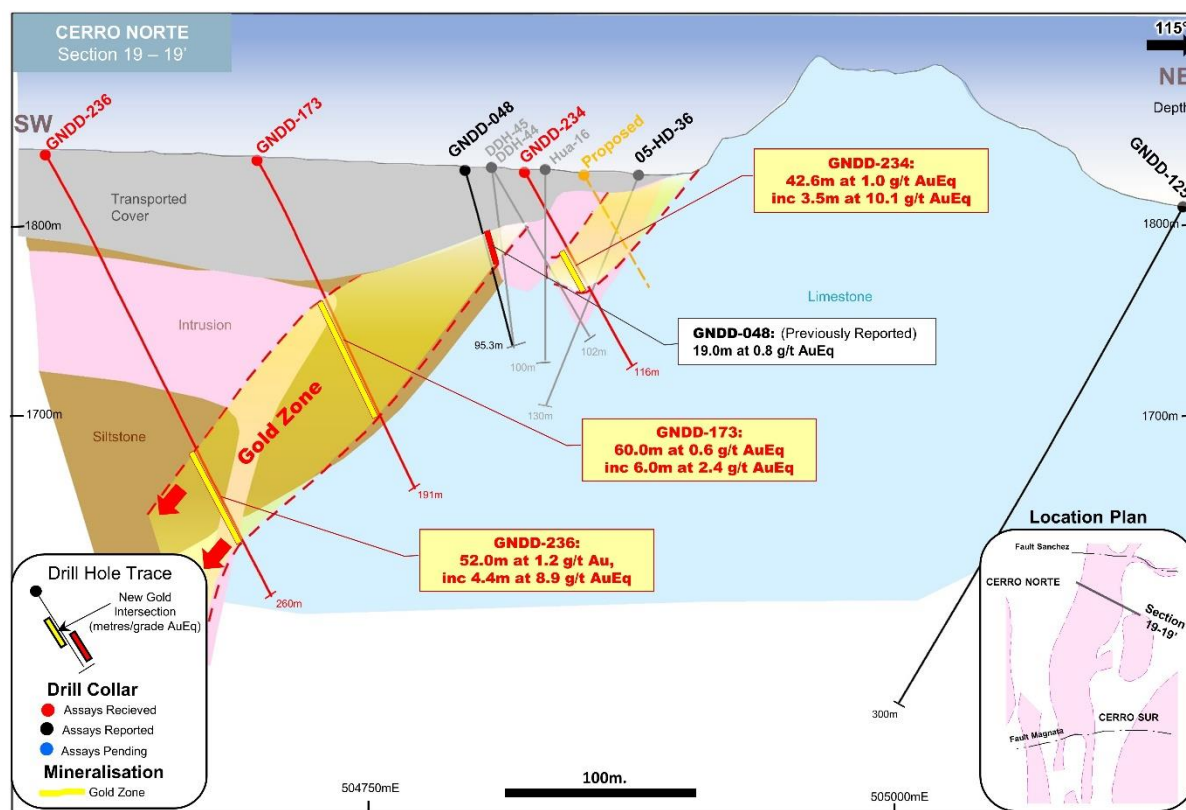 CERRO NORTE
Section 19 – 19'
115°
SW
NE
Depth
GNDD-236
GNDD-173
GNDD-048
DDH-45
DDH-44
GNDD-234
Hua-16
Proposed
05-HD-36
GNDD-125
GNDD-234:
42.6m at 1.0 g/t AuEq
inc 3.5m at 10.1 g/t AuEq
Transported
Cover
1800m
1800m
Limestone
Intrusion
GNDD-048: (Previously Reported)
19.0m at 0.8 g/t AuEq
95.3m
100m
102m
116m
130m
1700m
1700m
Gold Zone
Siltstone
GNDD-173:
60.0m at 0.6 g/t AuEq
inc 6.0m at 2.4 g/t AuEq
191m
GNDD-236:
52.0m at 1.2 g/t Au,
inc 4.4m at 8.9 g/t AuEq
260m
300m
Drill Hole Trace
New Gold
Intersection
(metres/grade AuEq)
Drill Collar
Assays Recieved
Assays Reported
Assays Pending
Mineralisation
Gold Zone
Location Plan
Fault Sanchez
CERRO NORTE
Section
19-19'
CERRO SUR
Fault Magnata
504750mE
100m.
505000mE